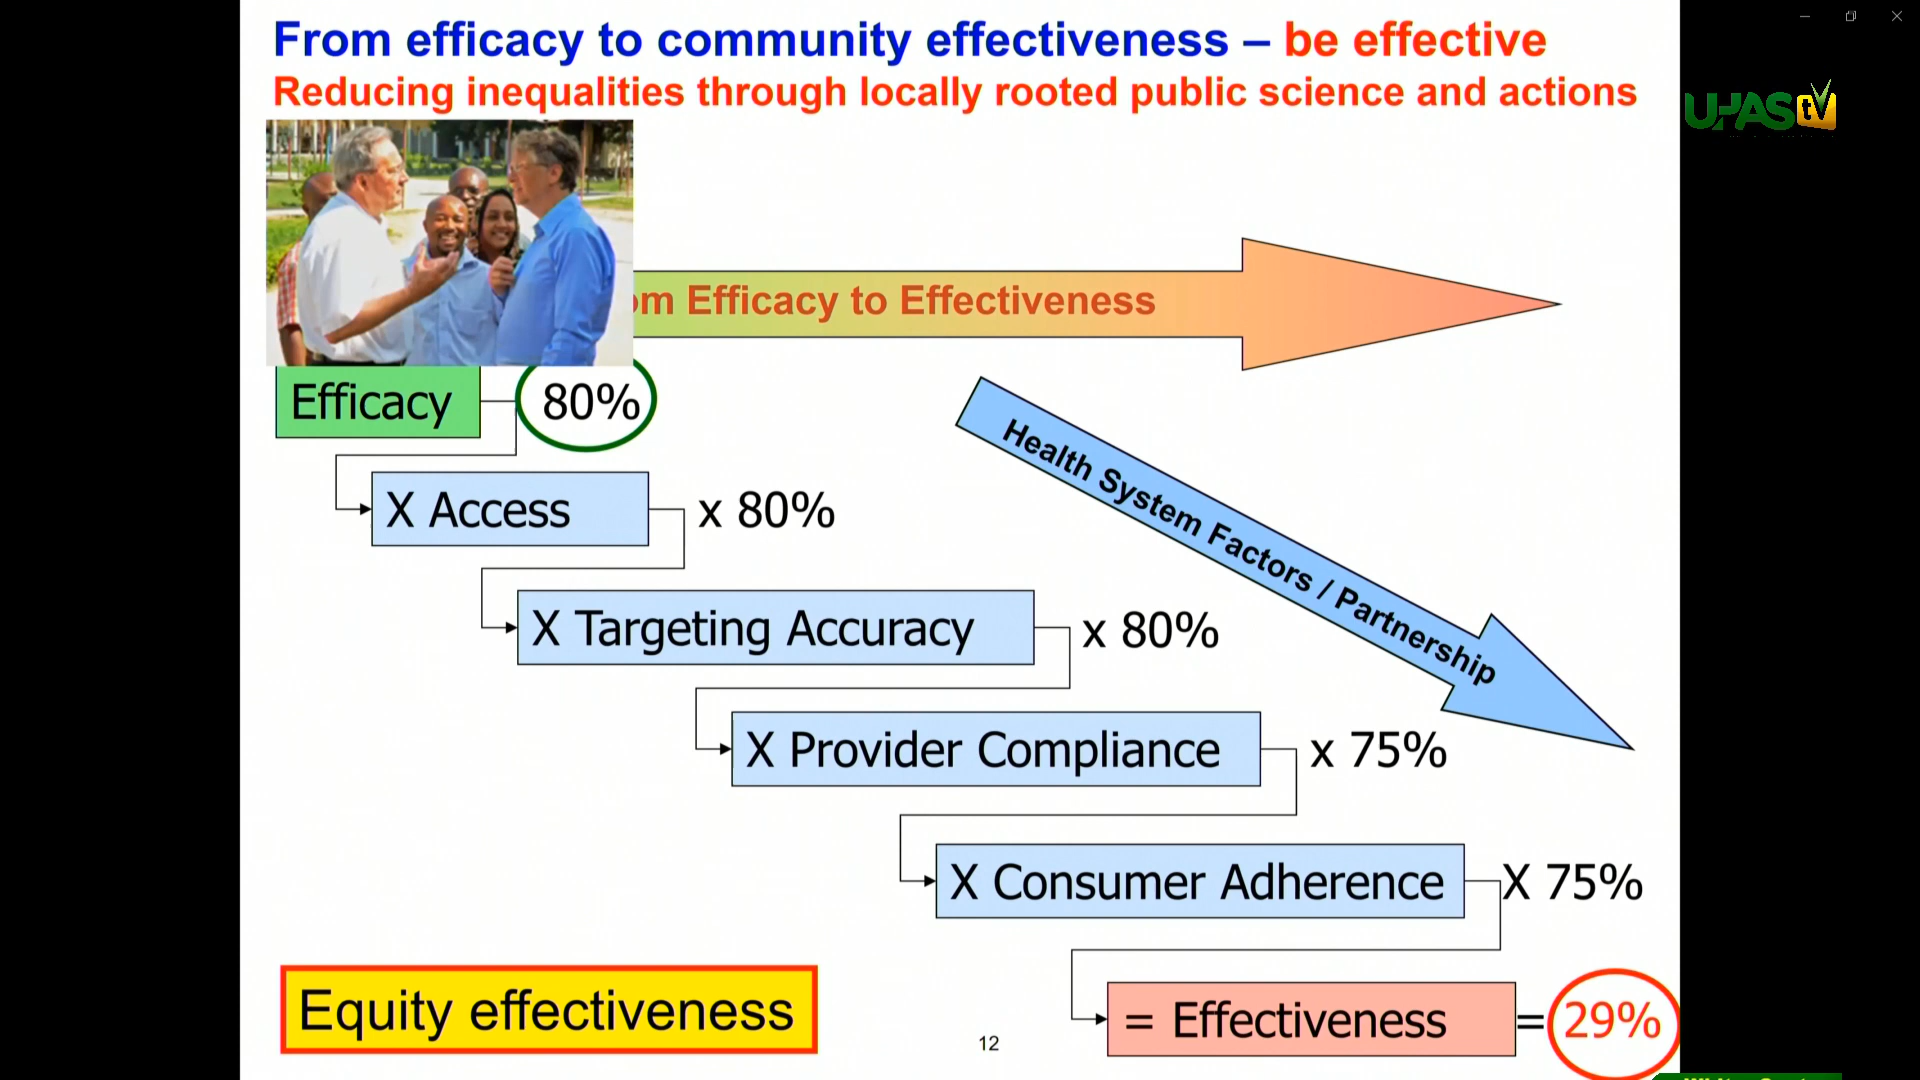 From efficacy to community effectiveness – be effective
Reducing inequalities through locally rooted public science and actions
UHAS tv
om Efficacy to Effectiveness
Efficacy 80%
Health System Factors / Partnership
X Access x 80%
X Targeting Accuracy x 80%
X Provider Compliance x 75%
X Consumer Adherence X 75%
Equity effectiveness
= Effectiveness = 29%
12